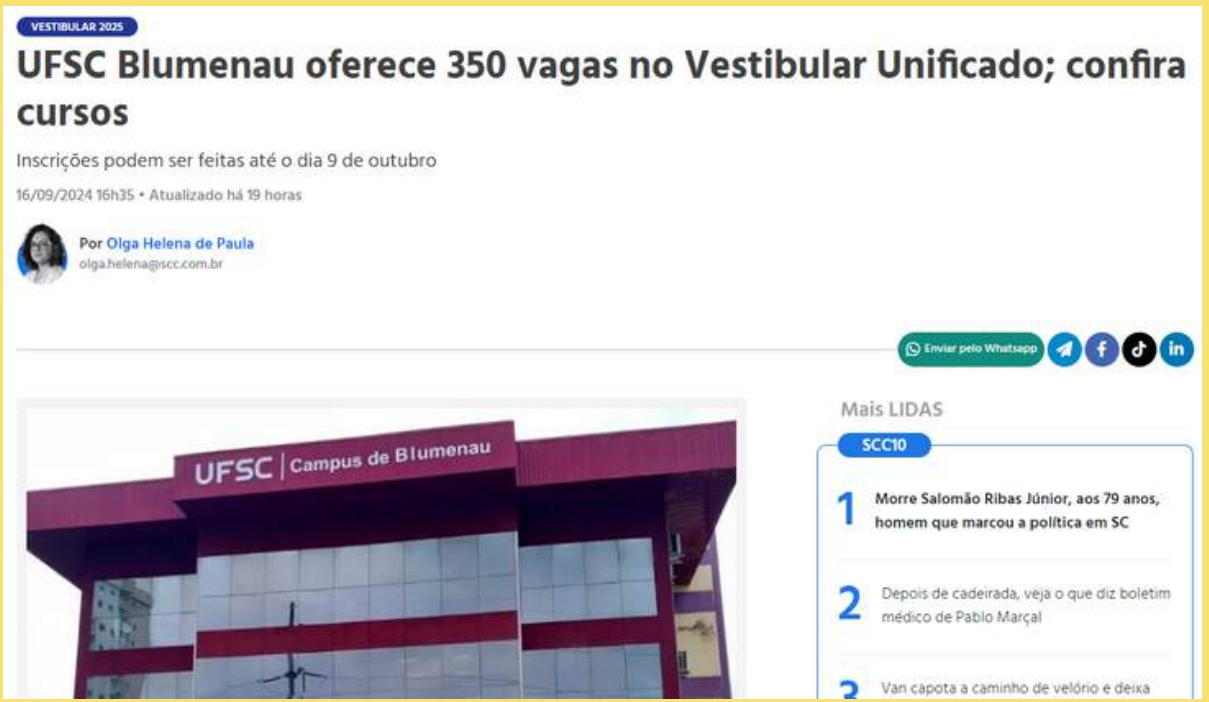 VESTIBULAR 2025
UFSC Blumenau oferece 350 vagas no Vestibular Unificado; confira
cursos
Inscrições podem ser feitas até o dia 9 de outubro
16/09/2024 16h35 • Atualizado há 19 horas
Por Olga Helena de Paula
olga.helena@scc.com.br
Enviar pelo Whatsapp
Mais LIDAS
SCC10
UFSC | Campus de Blumenau
1 Morre Salomão Ribas Júnior, aos 79 anos,
homem que marcou a política em SC
2 Depois de cadeirada, veja o que diz boletim
médico de Pablo Marçal
3 Van capota a caminho de velório e deixa